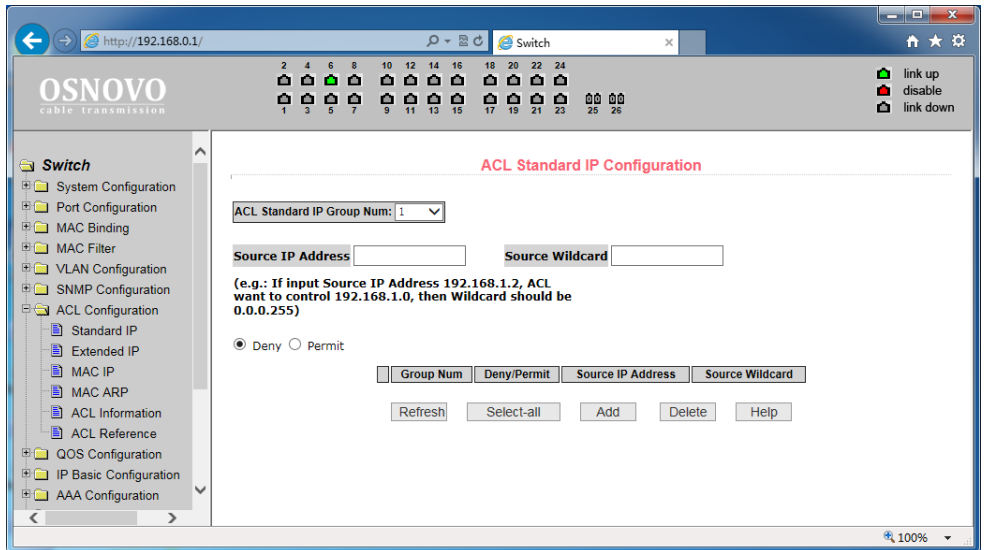 http://192.168.0.1/
Switch
OSNOVO
cable transmission
2 4 6 8 10 12 14 16 18 20 22 24
1 3 5 7 9 11 13 15 17 19 21 23 25 26
link up
disable
link down
Switch
System Configuration
Port Configuration
MAC Binding
MAC Filter
VLAN Configuration
SNMP Configuration
ACL Configuration
Standard IP
Extended IP
MAC IP
MAC ARP
ACL Information
ACL Reference
QOS Configuration
IP Basic Configuration
AAA Configuration
ACL Standard IP Configuration
ACL Standard IP Group Num: 1
Source IP Address
Source Wildcard
(e.g.: If input Source IP Address 192.168.1.2, ACL
want to control 192.168.1.0, then Wildcard should be
0.0.0.255)
Deny Permit
Group Num Deny/Permit Source IP Address Source Wildcard
Refresh Select-all Add Delete Help
100%